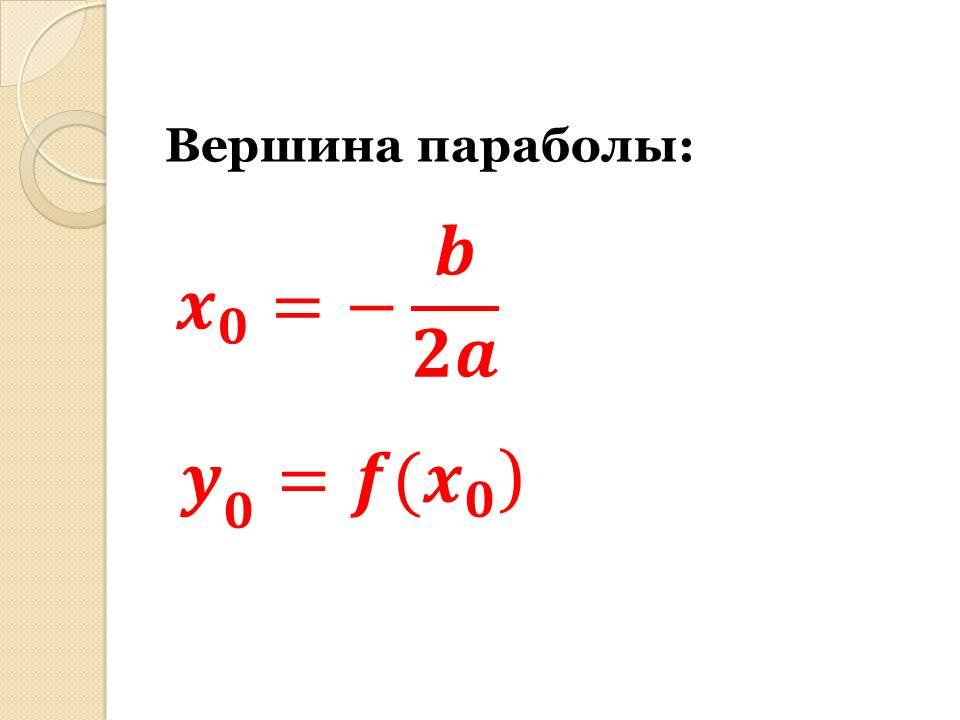 Вершина параболы:
x₀ = −b/2a
y₀ = f(x₀)